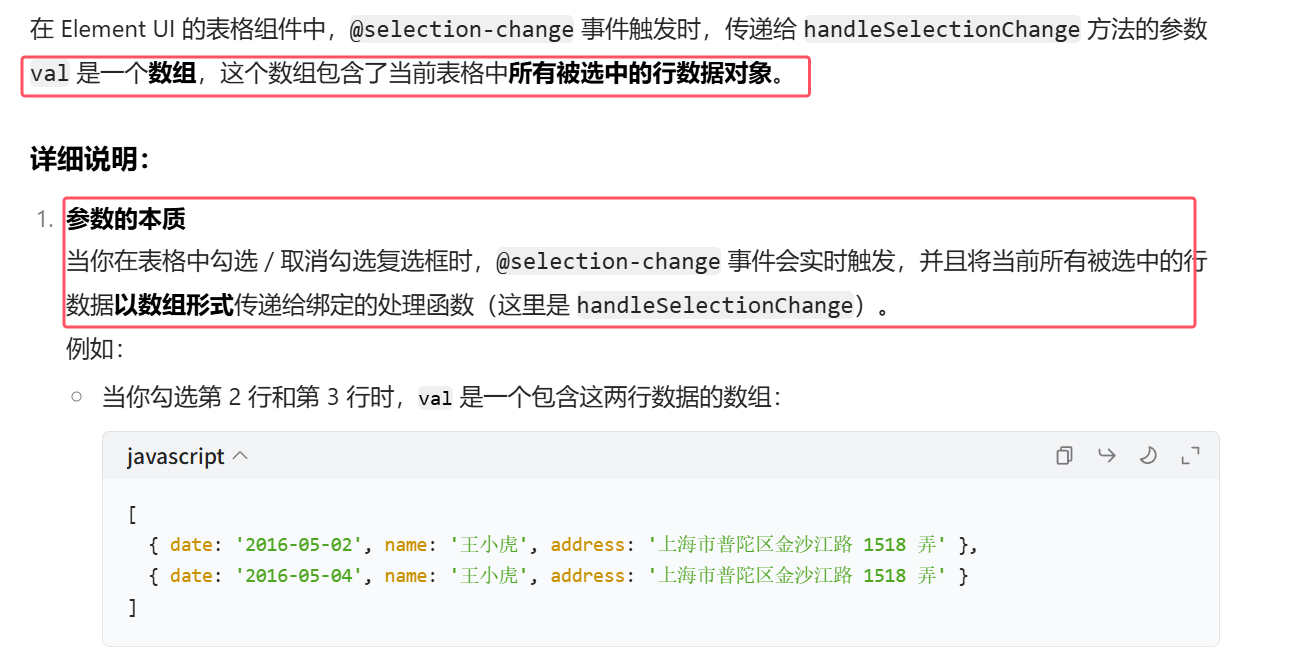 在 Element UI 的表格组件中，@selection-change 事件触发时，传递给 handleSelectionChange 方法的参数
val 是一个数组，这个数组包含了当前表格中所有被选中的行数据对象。
详细说明：
1. 参数的本质
当你在表格中勾选 / 取消勾选复选框时，@selection-change 事件会实时触发，并且将当前所有被选中的行
数据以数组形式传递给绑定的处理函数（这里是 handleSelectionChange）。
例如：
当你勾选第 2 行和第 3 行时，val 是一个包含这两行数据的数组：
javascript
[
{ date: '2016-05-02', name: '王小虎', address: '上海市普陀区金沙江路 1518 弄' },
{ date: '2016-05-04', name: '王小虎', address: '上海市普陀区金沙江路 1518 弄' }
]